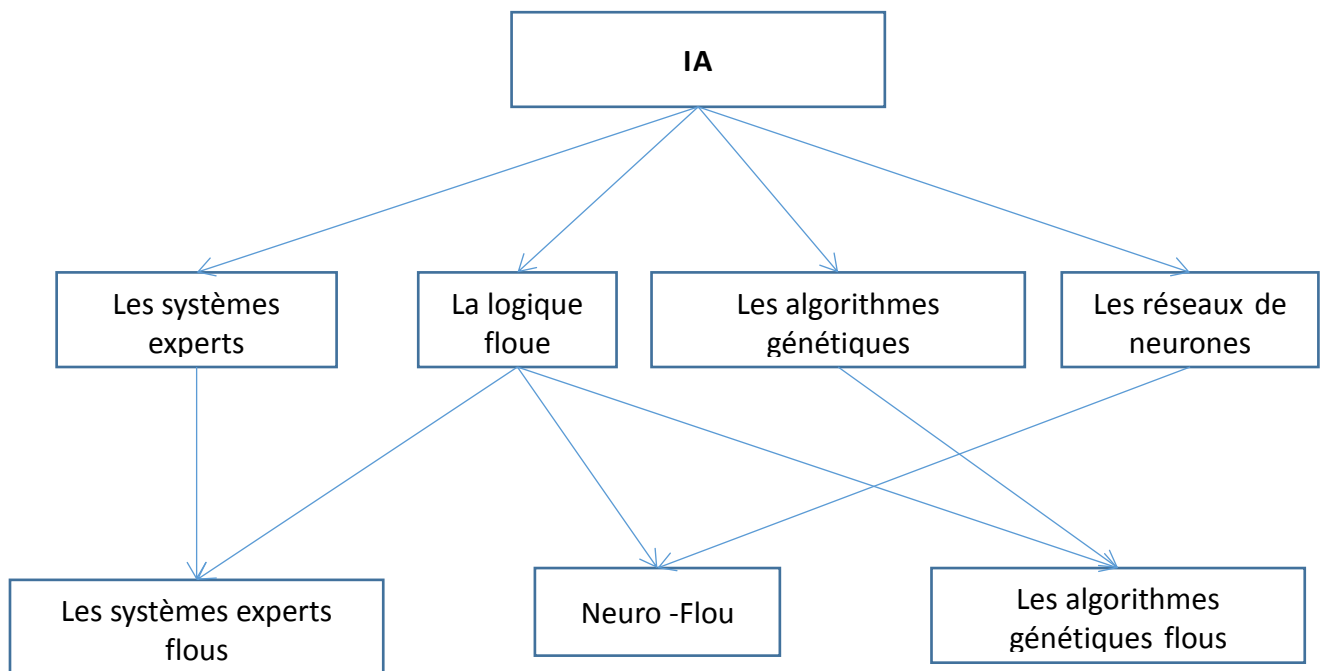 IA
Les systèmes
experts
La logique
floue
Les algorithmes
génétiques
Les réseaux de
neurones
Les systèmes experts
flous
Neuro -Flou
Les algorithmes
génétiques flous